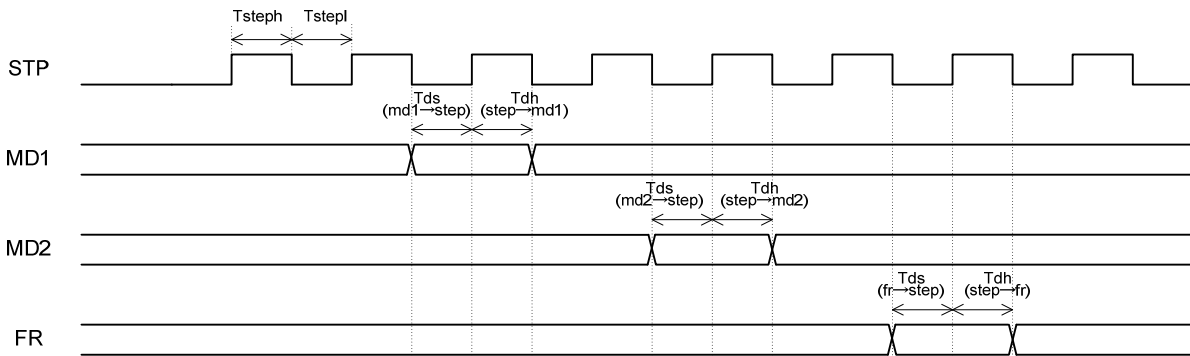 Tsteph Tstepl
STP
Tds Tdh
(md1→step) (step→md1)
MD1
Tds Tdh
(md2→step) (step→md2)
MD2
Tds Tdh
(fr→step) (step→fr)
FR